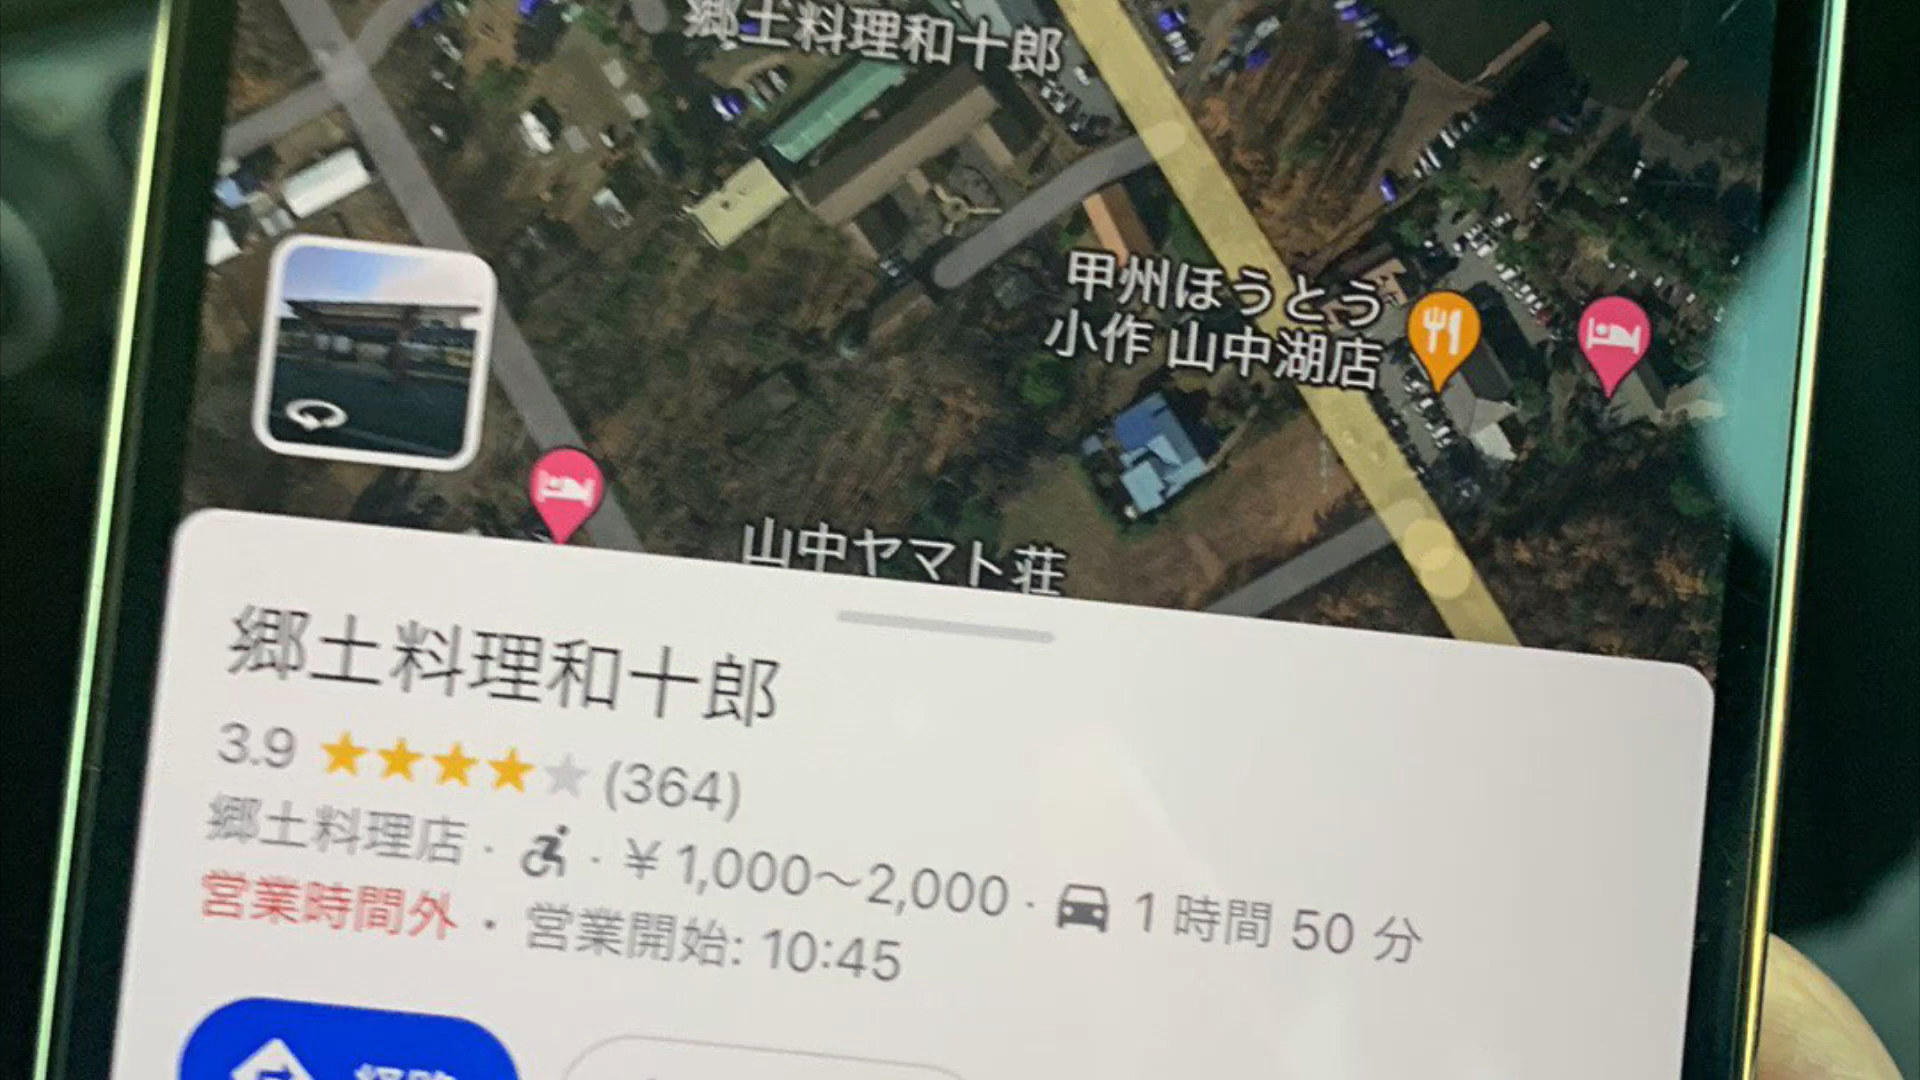 郷土料理和十郎
甲州ほうとう
小作 山中湖店
山中ヤマト荘
郷土料理和十郎
3.9 ★★★★★ (364)
郷土料理店 · ¥ 1,000～2,000 · 1 時間 50 分
営業時間外 · 営業開始: 10:45
経路